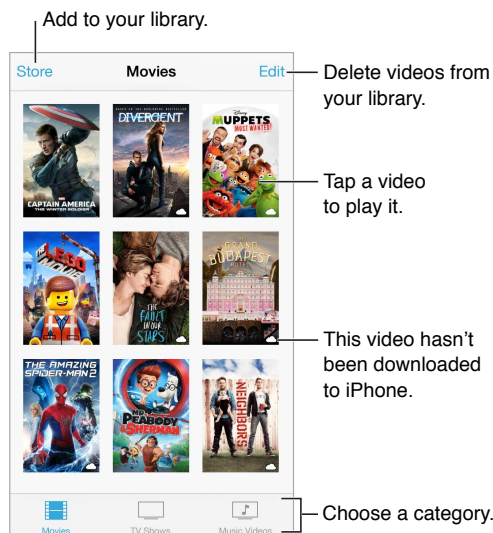 Add to your library.
Store
Movies
Edit
Delete videos from
your library.
CAPTAIN AMERICA
THE WINTER SOLDIER
DIVERGENT
Disney
MUPPETS
MOST WANTED
Tap a video
to play it.
THE LEGO
MOVIE
THE
FAULT
IN OUR
STARS
GRAND
BUDAPEST
HOTEL
This video hasn't
been downloaded
to iPhone.
THE AMAZING
SPIDER-MAN 2
MR.
PEABODY
& SHERMAN
NEIGHBORS
Movies
TV Shows
Music Videos
Choose a category.